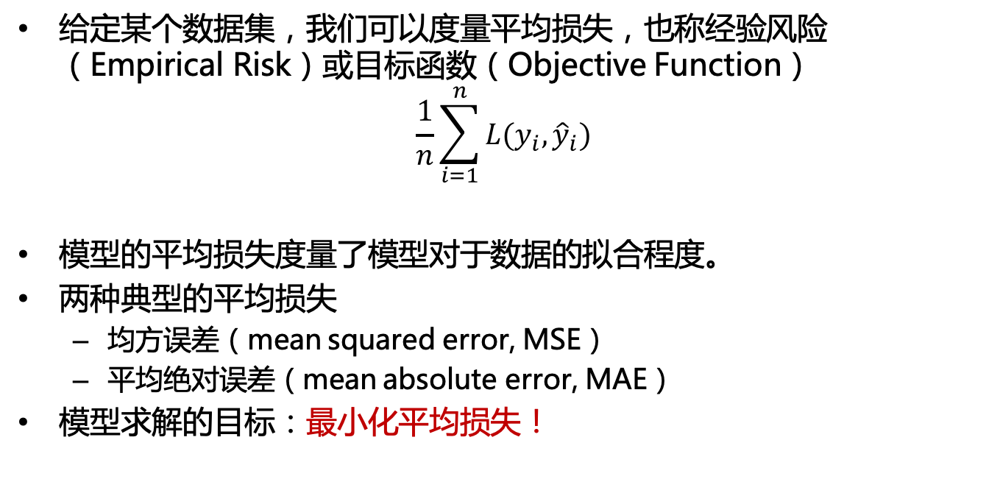 • 给定某个数据集，我们可以度量平均损失，也称经验风险
（Empirical Risk）或目标函数（Objective Function）
$\frac{1}{n}\sum_{i=1}^{n} L(y_i, \hat{y}_i)$
• 模型的平均损失度量了模型对于数据的拟合程度。
• 两种典型的平均损失
– 均方误差（mean squared error, MSE）
– 平均绝对误差（mean absolute error, MAE）
• 模型求解的目标：最小化平均损失！